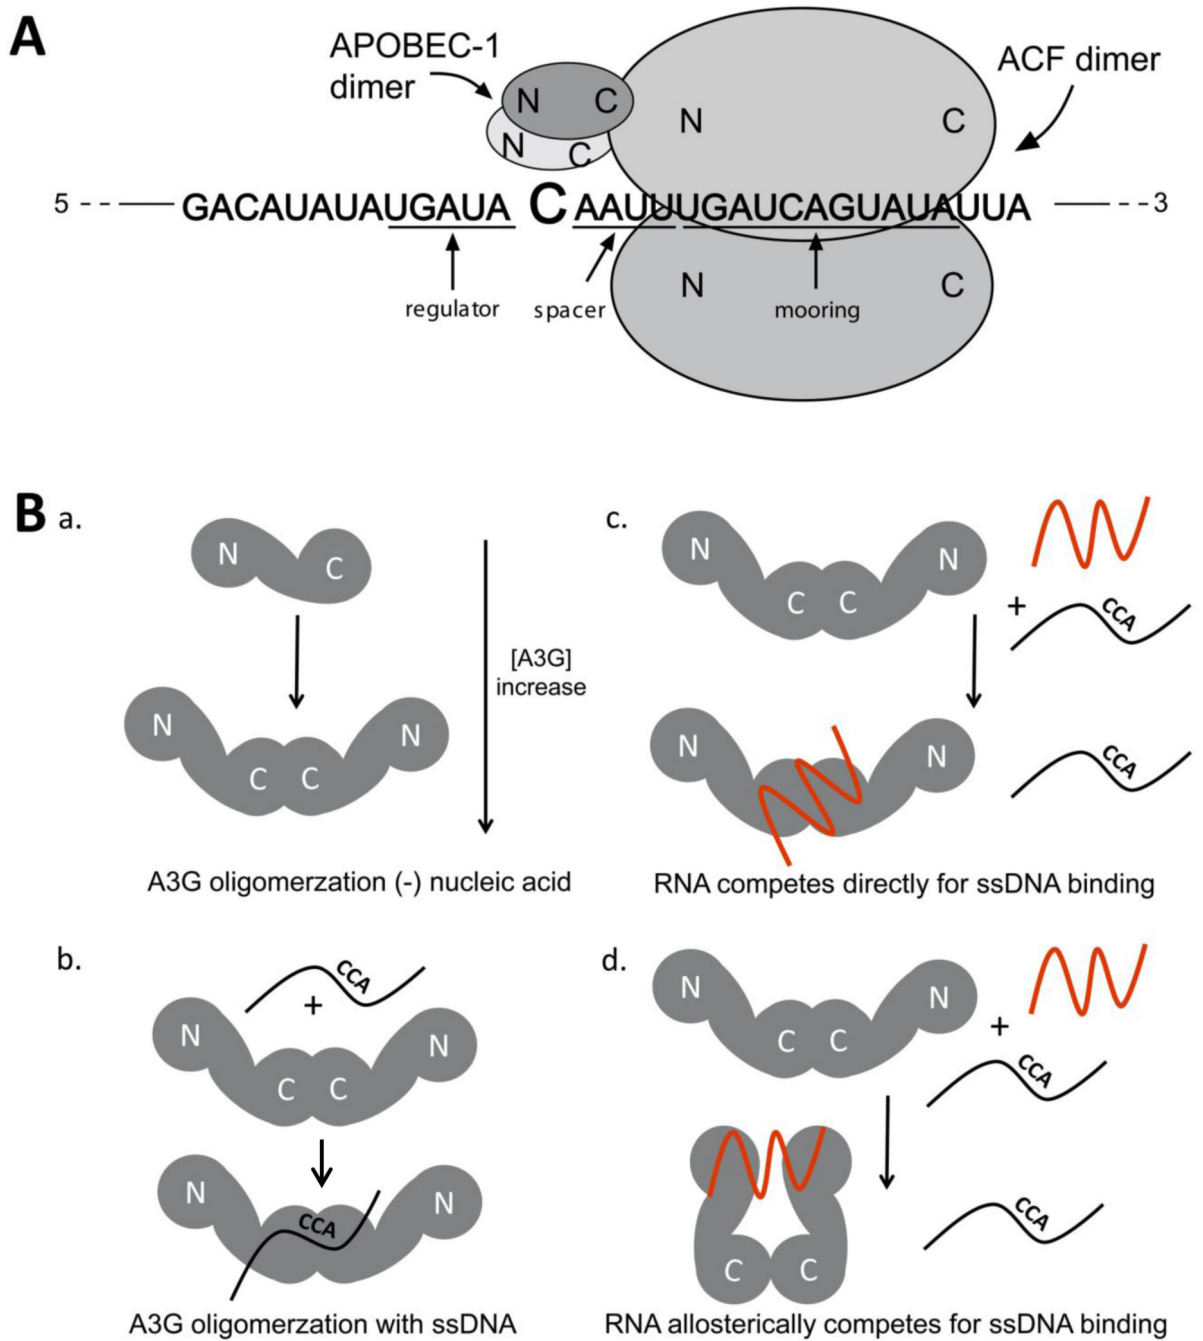 A
APOBEC-1
dimer
ACF dimer
N C
N C
N C
5 GACAUAUAUGAUA C AAUUUGAUCAGUAUAUUA 3
N C
regulator spacer mooring
B a.
N C
[A3G]
increase
N C C N
A3G oligomerzation (-) nucleic acid
c.
N C C N
+ CCA
N N CCA
RNA competes directly for ssDNA binding
b.
CCA
+
N C C N
N CCA N
A3G oligomerzation with ssDNA
d.
N C C N
+
CCA
CCA
C C
RNA allosterically competes for ssDNA binding